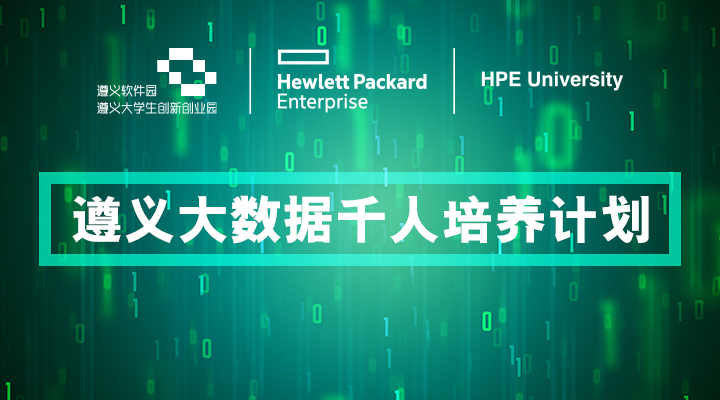 遵义软件园
遵义大学生创新创业园
Hewlett Packard
Enterprise
HPE University
遵义大数据千人培养计划